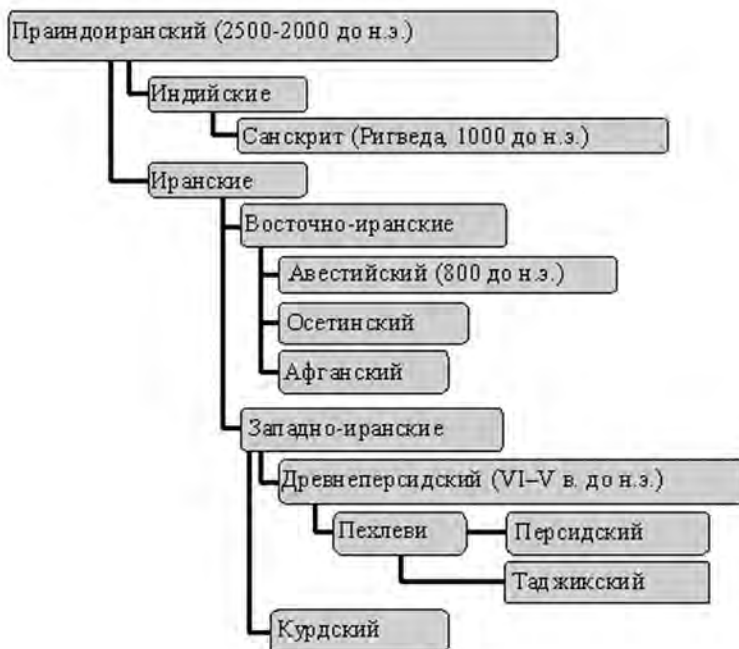 Праиндоиранский (2500-2000 до н.э.)
Индийские
Санскрит (Ригведа, 1000 до н.э.)
Иранские
Восточно-иранские
Авестийский (800 до н.э.)
Осетинский
Афганский
Западно-иранские
Древнеперсидский (VI–V в. до н.э.)
Пехлеви
Персидский
Таджикский
Курдский